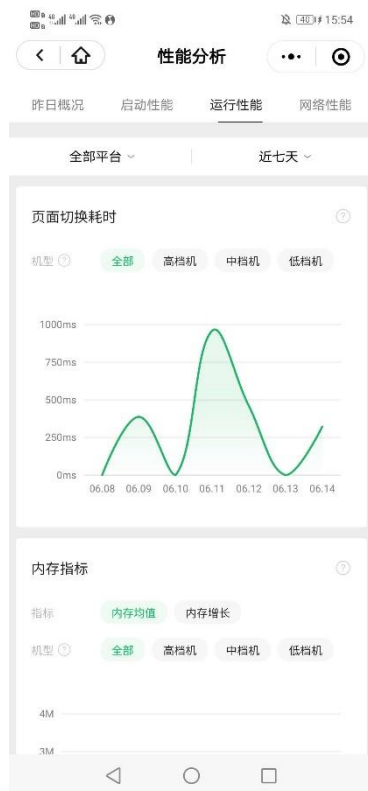 40 15:54
性能分析
昨日概况 启动性能 运行性能 网络性能
全部平台 近七天
页面切换耗时 ?
机型 ? 全部 高档机 中档机 低档机
1000ms
750ms
500ms
250ms
0ms
06.08 06.09 06.10 06.11 06.12 06.13 06.14
内存指标 ?
指标 内存均值 内存增长
机型 ? 全部 高档机 中档机 低档机
4M
3M